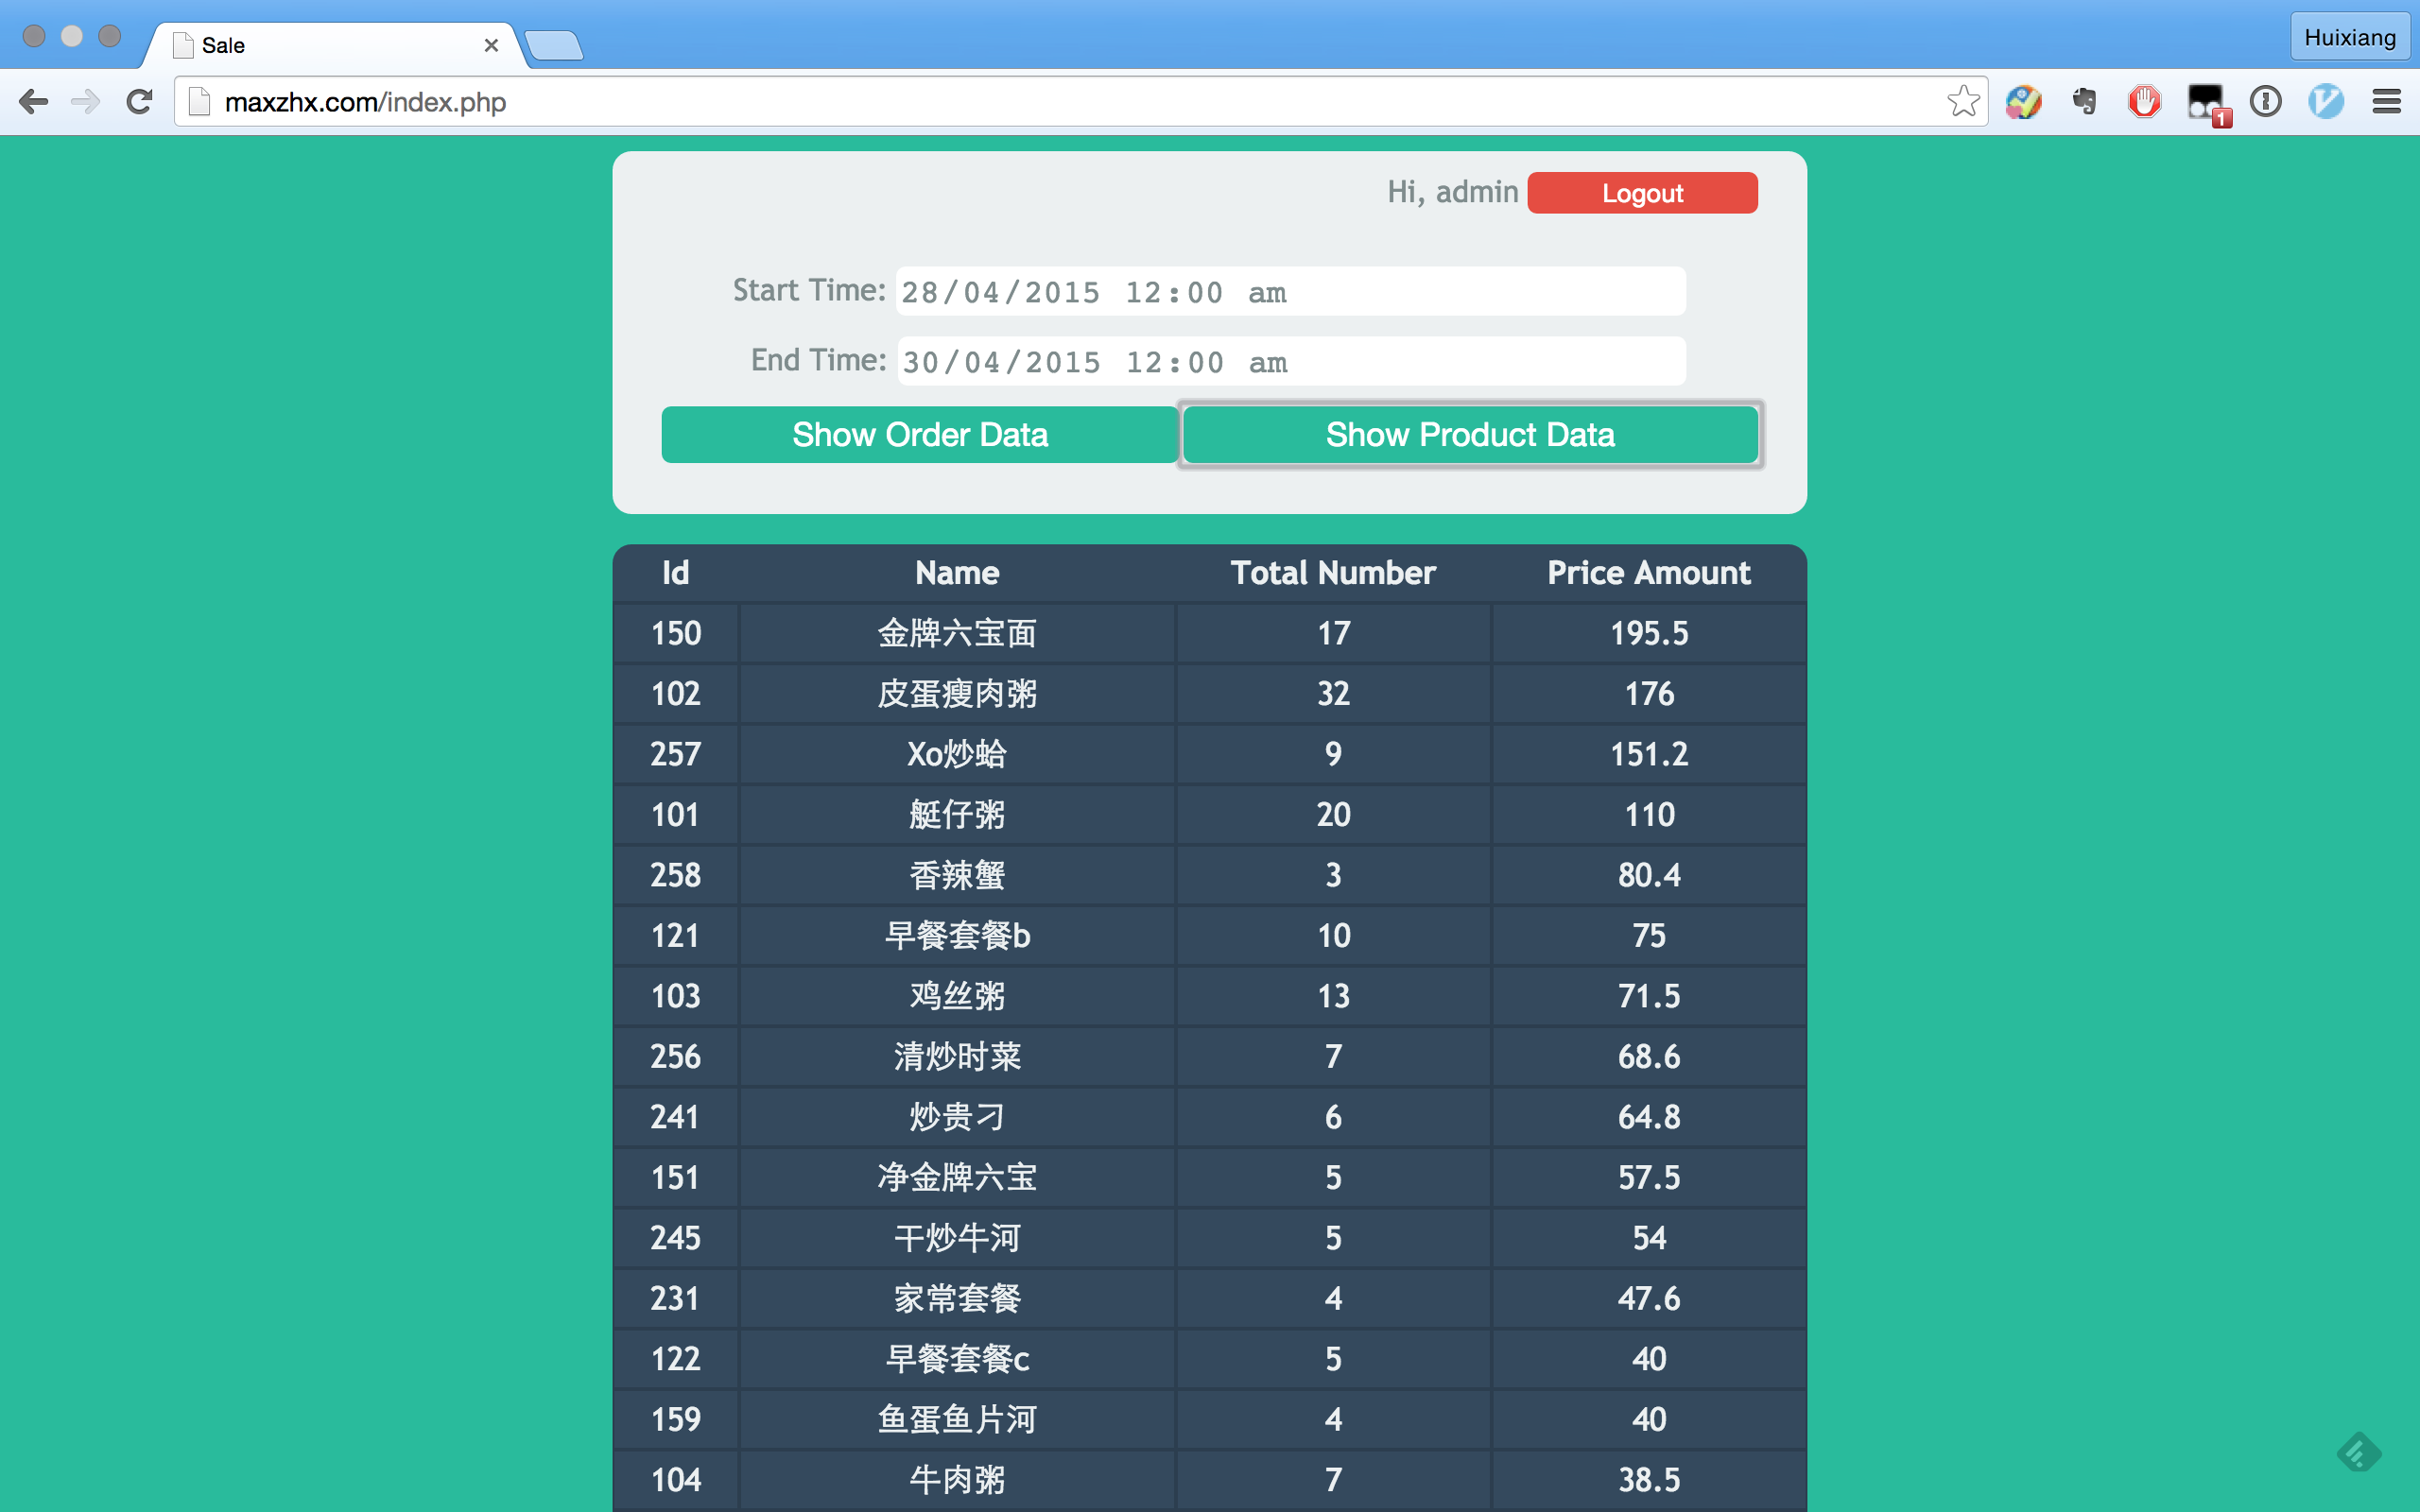 Sale
Huixiang
maxzhx.com/index.php
1
Hi, admin Logout
Start Time: 28/04/2015 12:00 am
End Time: 30/04/2015 12:00 am
Show Order Data Show Product Data
Id Name Total Number Price Amount
150 金牌六宝面 17 195.5
102 皮蛋瘦肉粥 32 176
257 Xo炒蛤 9 151.2
101 艇仔粥 20 110
258 香辣蟹 3 80.4
121 早餐套餐b 10 75
103 鸡丝粥 13 71.5
256 清炒时菜 7 68.6
241 炒贵刁 6 64.8
151 净金牌六宝 5 57.5
245 干炒牛河 5 54
231 家常套餐 4 47.6
122 早餐套餐c 5 40
159 鱼蛋鱼片河 4 40
104 牛肉粥 7 38.5